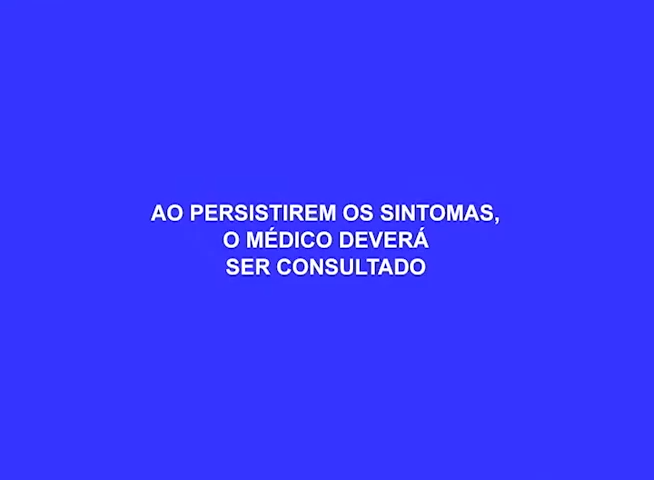 AO PERSISTIREM OS SINTOMAS,
O MÉDICO DEVERÁ
SER CONSULTADO